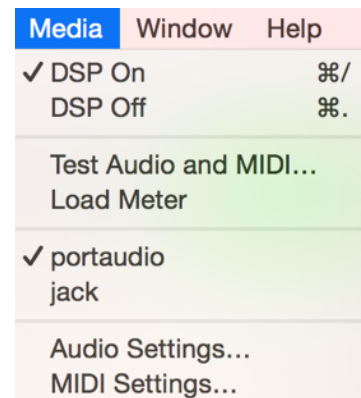 Media Window Help
✓ DSP On ⌘/
DSP Off ⌘.
Test Audio and MIDI...
Load Meter
✓ portaudio
jack
Audio Settings...
MIDI Settings...